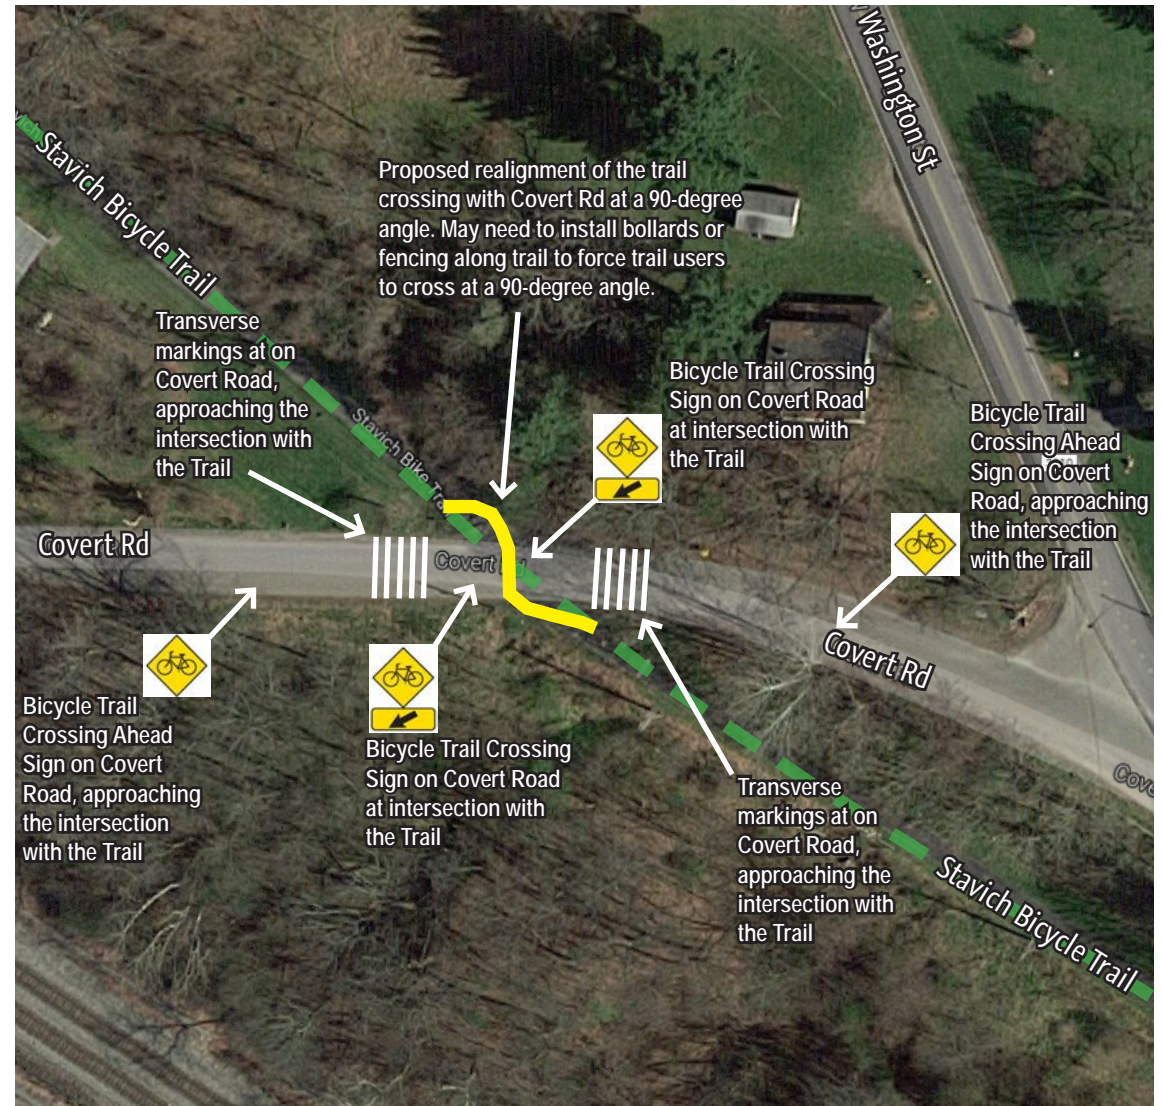 Washington St
Stavich Bicycle Trail
Proposed realignment of the trail
crossing with Covert Rd at a 90-degree
angle. May need to install bollards or
fencing along trail to force trail users
to cross at a 90-degree angle.
Transverse
markings at on
Covert Road,
approaching the
intersection with
the Trail
Stavich Bike
Bicycle Trail Crossing
Sign on Covert Road
at intersection with
the Trail
Bicycle Trail
Crossing Ahead
Sign on Covert
Road, approaching
the intersection
with the Trail
Covert Rd
Covert
Covert Rd
Bicycle Trail
Crossing Ahead
Sign on Covert
Road, approaching
the intersection
with the Trail
Bicycle Trail Crossing
Sign on Covert Road
at intersection with
the Trail
Transverse
markings at on
Covert Road,
approaching the
intersection with
the Trail
Stavich Bicycle Trail